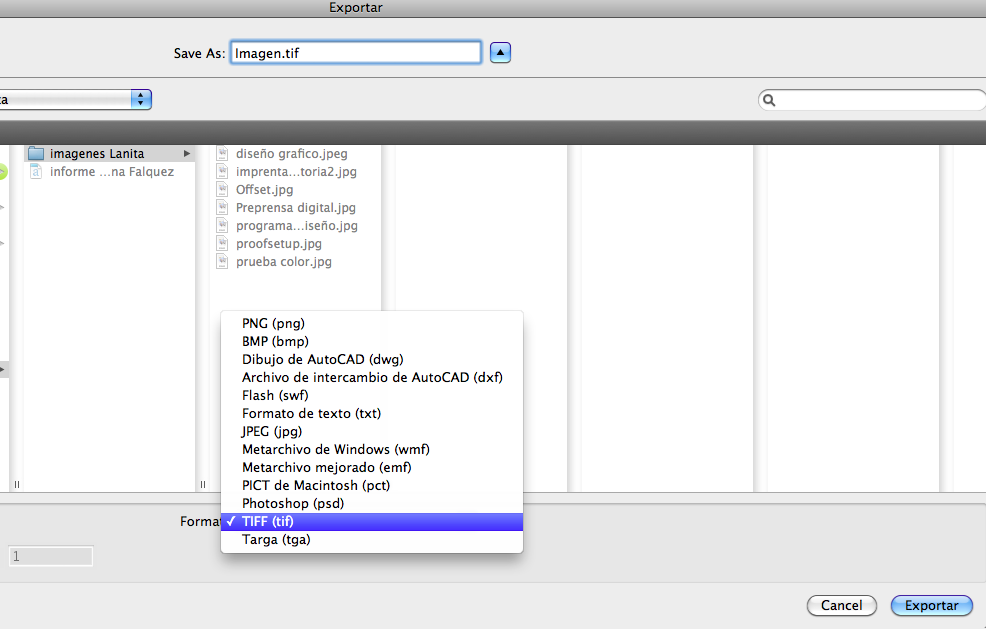 Exportar
Save As: Imagen.tif
ta
imagenes Lanita
informe ...na Falquez
diseño grafico.jpeg
imprenta...toria2.jpg
Offset.jpg
Preprensa digital.jpg
programa...iseño.jpg
proofsetup.jpg
prueba color.jpg
PNG (png)
BMP (bmp)
Dibujo de AutoCAD (dwg)
Archivo de intercambio de AutoCAD (dxf)
Flash (swf)
Formato de texto (txt)
JPEG (jpg)
Metarchivo de Windows (wmf)
Metarchivo mejorado (emf)
PICT de Macintosh (pct)
Photoshop (psd)
Format
TIFF (tif)
Targa (tga)
1
Cancel
Exportar